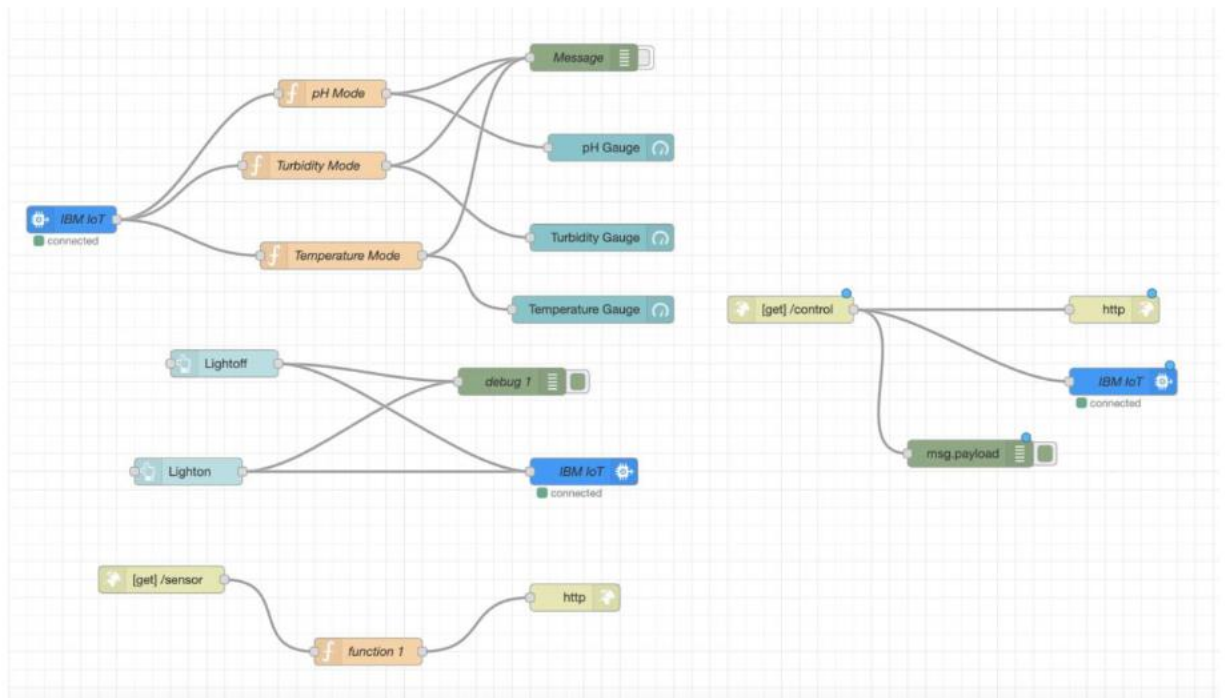 Message
pH Mode
pH Gauge
Turbidity Mode
IBM IoT
connected
Turbidity Gauge
Temperature Mode
Temperature Gauge
[get] /control
http
Lightoff
debug 1
IBM IoT
connected
msg.payload
Lighton
IBM IoT
connected
[get] /sensor
http
function 1